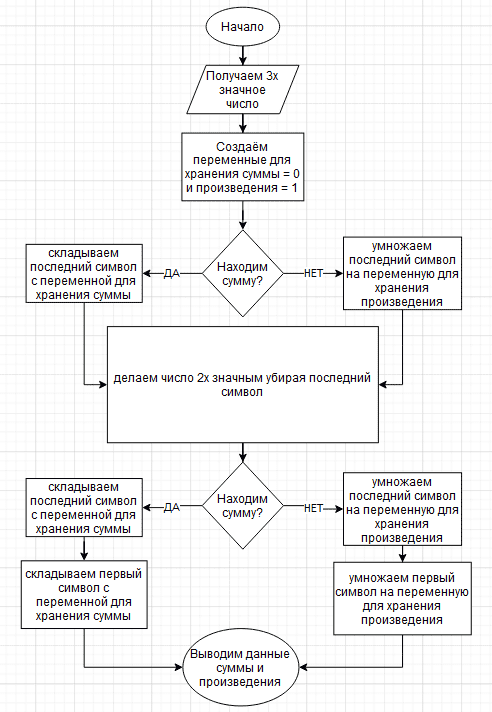 Начало
Получаем 3х
значное
число
Создаём
переменные для
хранения суммы = 0
и произведения = 1
Находим
сумму?
ДА
НЕТ
складываем
последний символ
с переменной для
хранения суммы
умножаем
последний символ
на переменную для
хранения
произведения
делаем число 2х значным убирая последний
символ
Находим
сумму?
ДА
НЕТ
складываем
последний символ
с переменной для
хранения суммы
умножаем
последний символ
на переменную для
хранения
произведения
складываем первый
символ с
переменной для
хранения суммы
умножаем первый
символ на переменную
для хранения
произведения
Выводим данные
суммы и
произведения